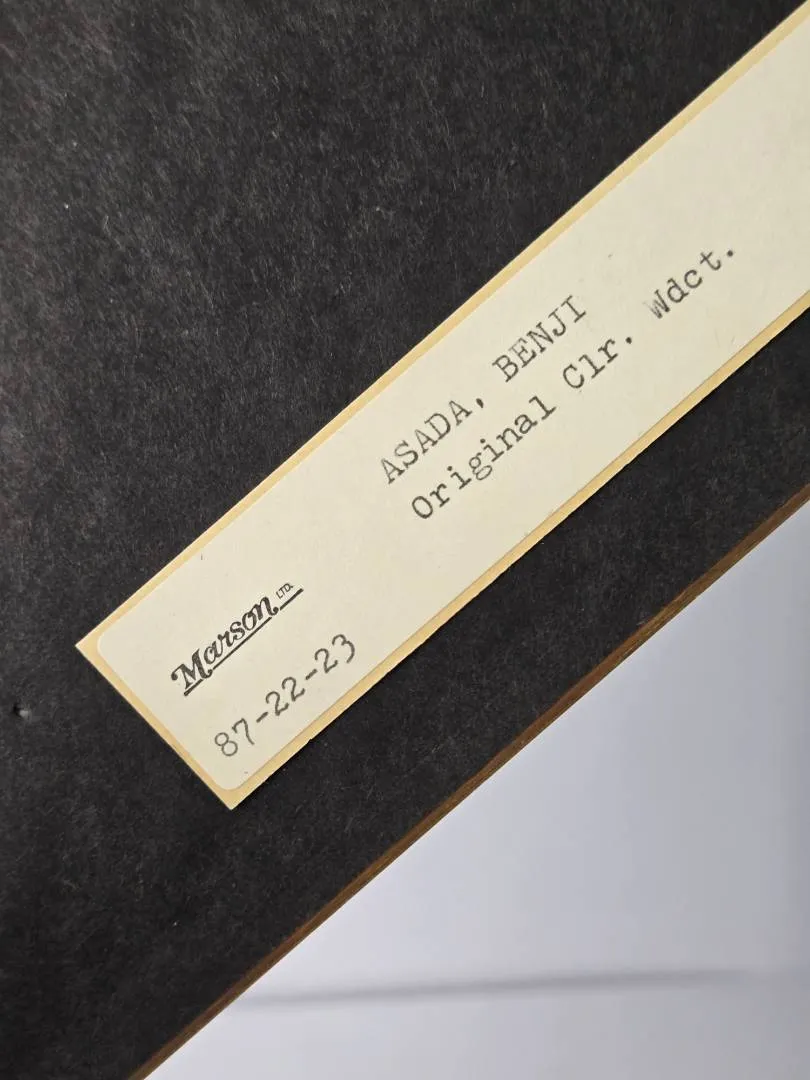 ASADA, BENJI
Original Clr. Wdct.
Marson LTD.
87-22-23